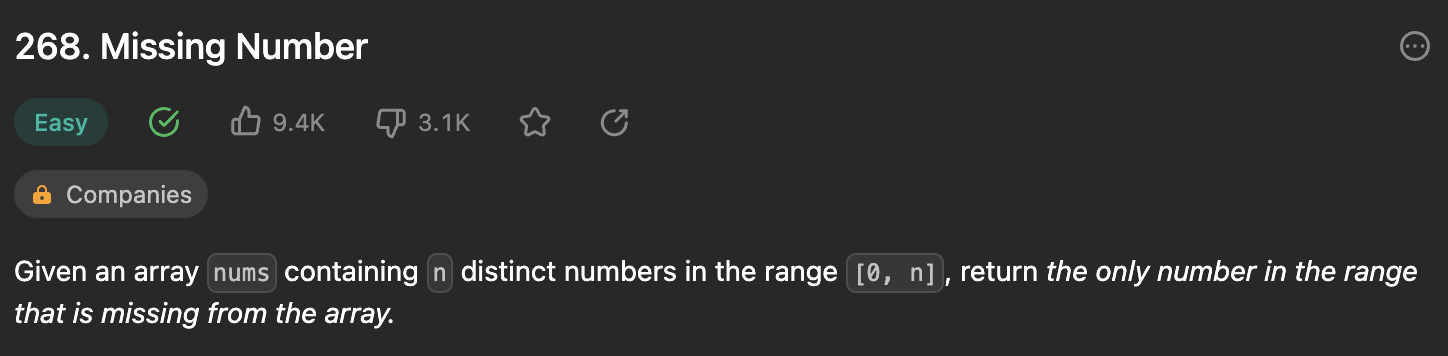 268. Missing Number
Easy 9.4K 3.1K
Companies
Given an array nums containing n distinct numbers in the range [0, n], return the only number in the range
that is missing from the array.